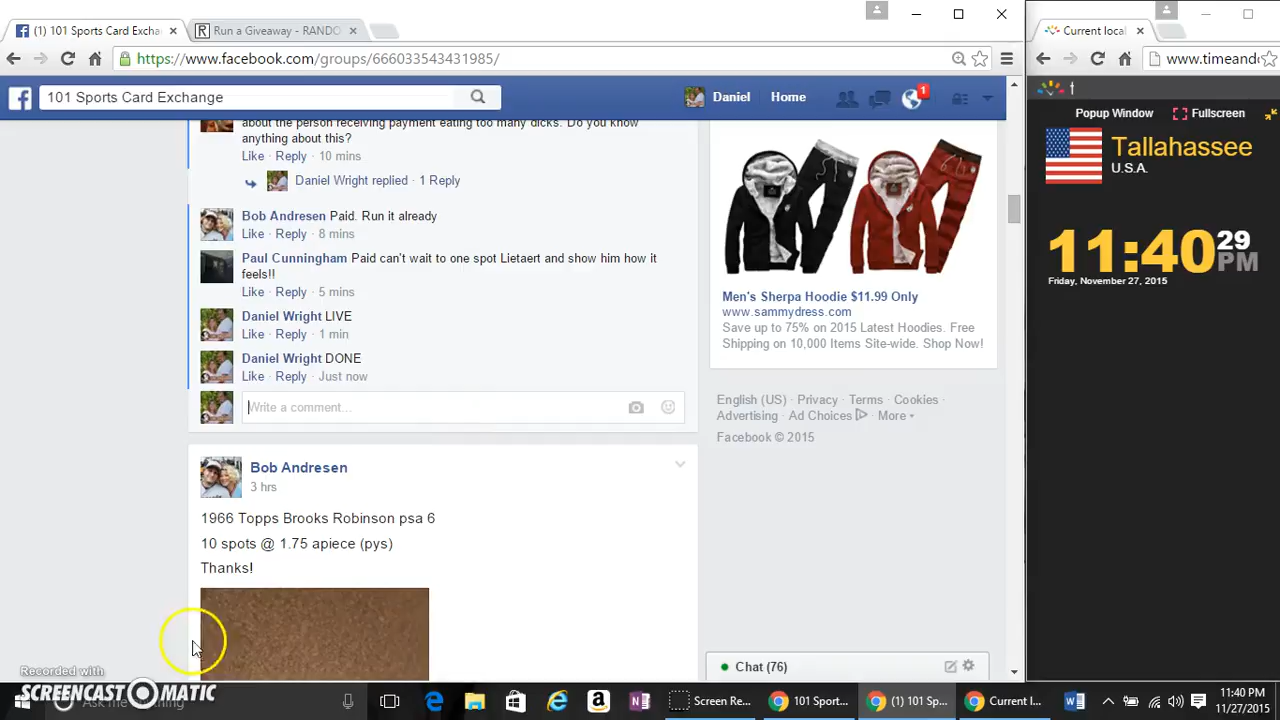 (1) 101 Sports Card Excha
Run a Giveaway - RANDO
Current local
https://www.facebook.com/groups/666033543431985/
www.timeand
101 Sports Card Exchange
Daniel
Home
1
Popup Window
Fullscreen
Tallahassee
U.S.A.
11:40 29 PM
Friday, November 27, 2015
about the person receiving payment eating too many dicks. Do you know
anything about this?
Like · Reply · 10 mins
Daniel Wright replied · 1 Reply
Bob Andresen Paid. Run it already
Like · Reply · 8 mins
Paul Cunningham Paid can't wait to one spot Lietaert and show him how it
feels!!
Like · Reply · 5 mins
Daniel Wright LIVE
Like · Reply · 1 min
Daniel Wright DONE
Like · Reply · Just now
Write a comment...
Men's Sherpa Hoodie $11.99 Only
www.sammydress.com
Save up to 75% on 2015 Latest Hoodies. Free
Shipping on 10,000 Items Site-wide. Shop Now!
English (US) · Privacy · Terms · Cookies ·
Advertising · Ad Choices · More
Facebook © 2015
Bob Andresen
3 hrs
1966 Topps Brooks Robinson psa 6
10 spots @ 1.75 apiece (pys)
Thanks!
Chat (76)
Recorded with
SCREENCAST-O-MATIC
Ask me anything
Screen Re...
101 Sport...
(1) 101 Sp...
Current l...
11:40 PM
11/27/2015